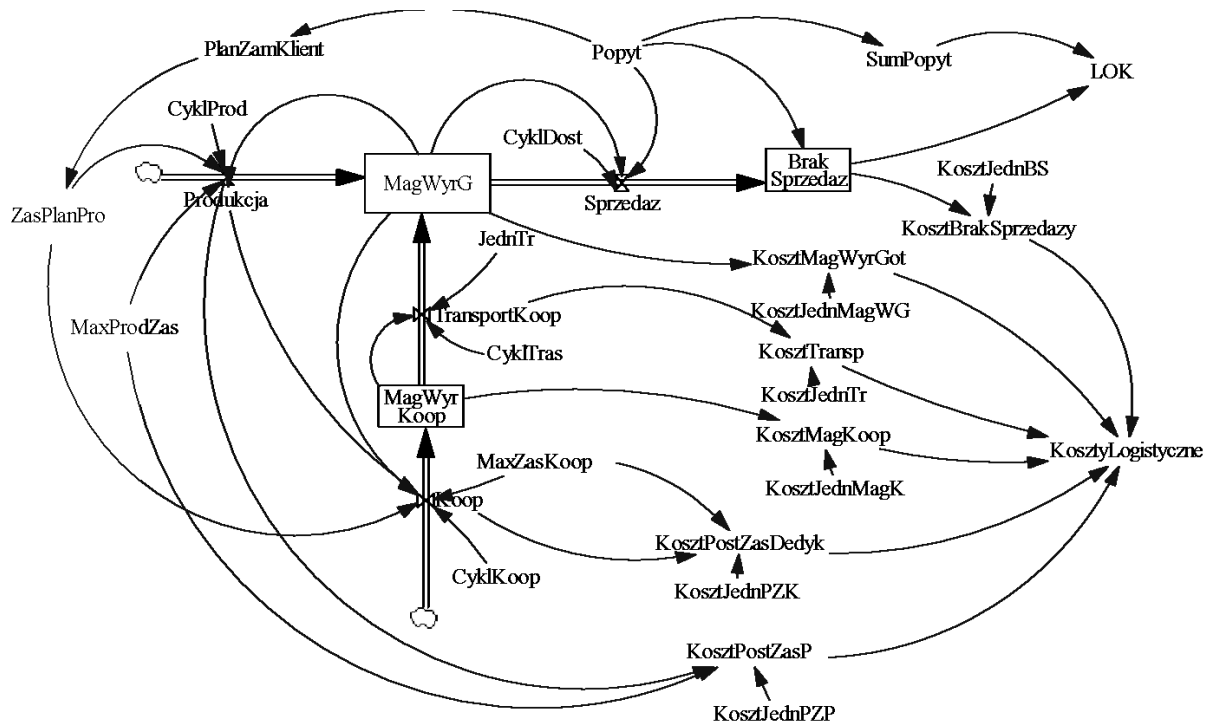 PlanZamKlient
Popyt
SumPopyt
LOK
CyklProd
CyklDost
MagWyrG
Brak
Sprzedaz
KosztJednBS
Produkcja
Sprzedaz
ZasPlanPro
KosztBrakSprzedazy
JednTr
KosztMagWyrGot
KosztJednMagWG
TransportKoop
MaxProdZas
CyklTras
KosztTransp
KosztJednTr
MagWyr
Koop
KosztMagKoop
KosztyLogistyczne
MaxZasKoop
KosztJednMagK
Koop
KosztPostZasDedyk
CyklKoop
KosztJednPZK
KosztPostZasP
KosztJednPZP